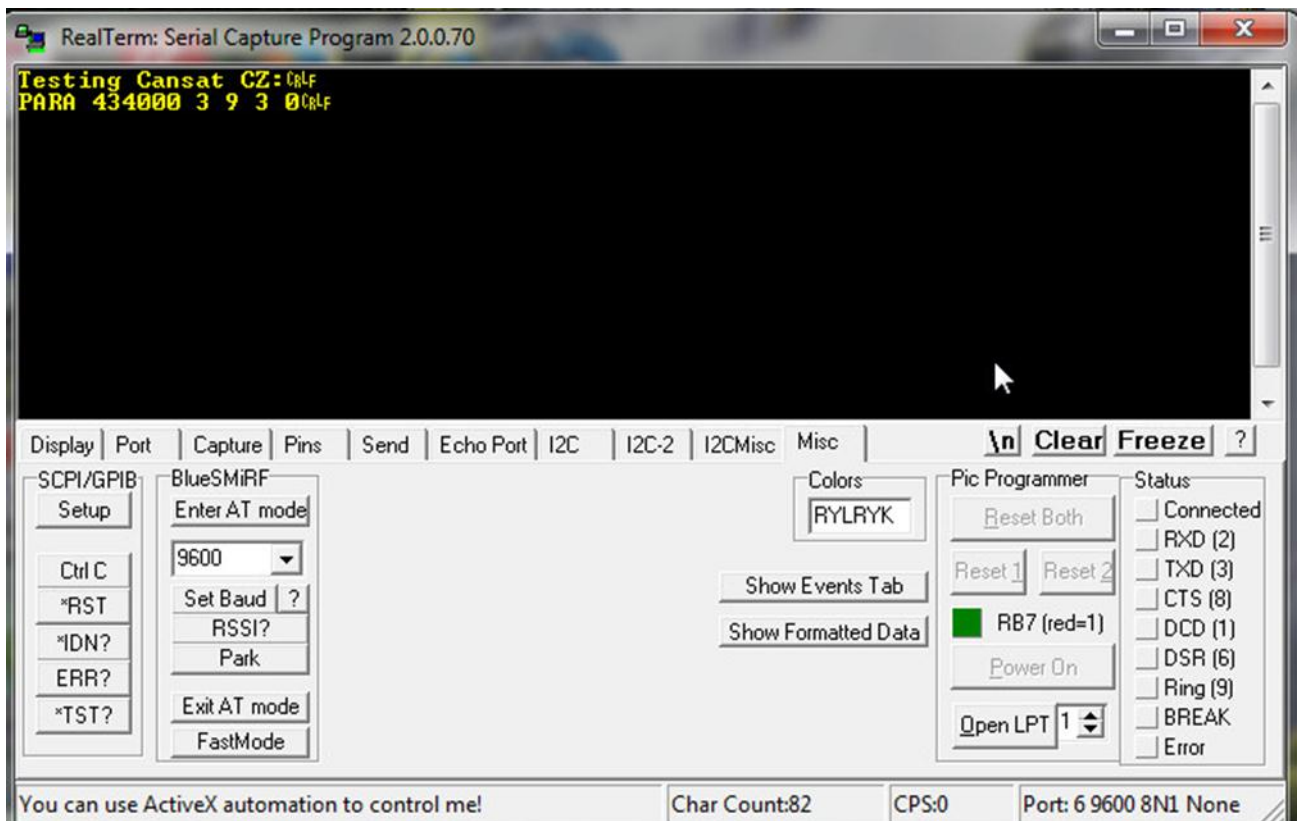 RealTerm: Serial Capture Program 2.0.0.70
Testing Cansat CZ:CRLF
PARA 434000 3 9 3 0CRLF
Display Port Capture Pins Send Echo Port I2C I2C-2 I2CMisc Misc \n Clear Freeze ?
SCPI/GPIB
Setup
Ctrl C
*RST
*IDN?
ERR?
*TST?
BlueSMiRF
Enter AT mode
9600
Set Baud ?
RSSI?
Park
Exit AT mode
FastMode
Colors
RYLRYK
Show Events Tab
Show Formatted Data
Pic Programmer
Reset Both
Reset 1 Reset 2
RB7 (red=1)
Power On
Open LPT 1
Status
Connected
RXD (2)
TXD (3)
CTS (8)
DCD (1)
DSR (6)
Ring (9)
BREAK
Error
You can use ActiveX automation to control me! Char Count:82 CPS:0 Port: 6 9600 8N1 None